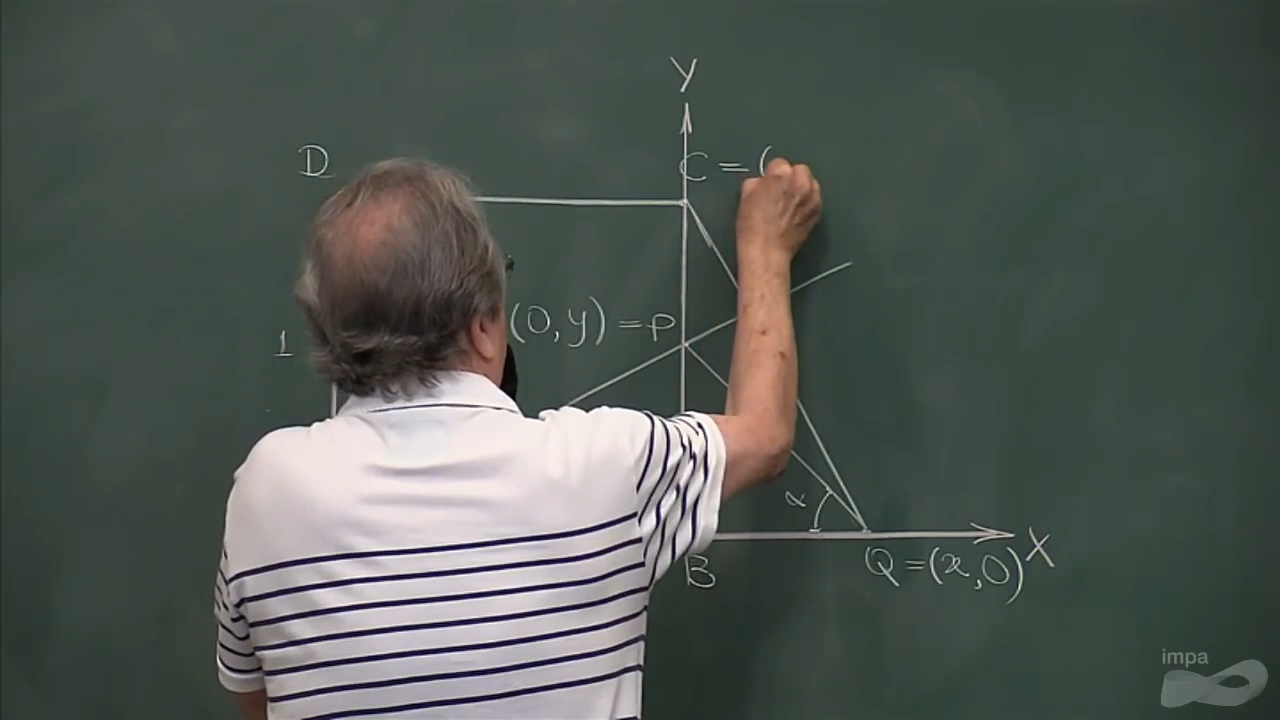 Y
D
C = (
(0, y) = P
1
α
B
Q = (x, 0)
X
impa